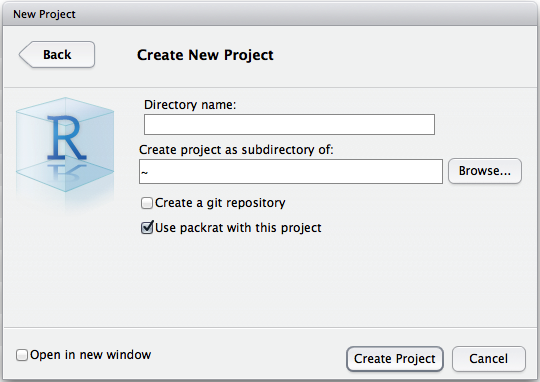 New Project
Back
Create New Project
R
Directory name:
Create project as subdirectory of:
~
Browse...
Create a git repository
Use packrat with this project
Open in new window
Create Project
Cancel